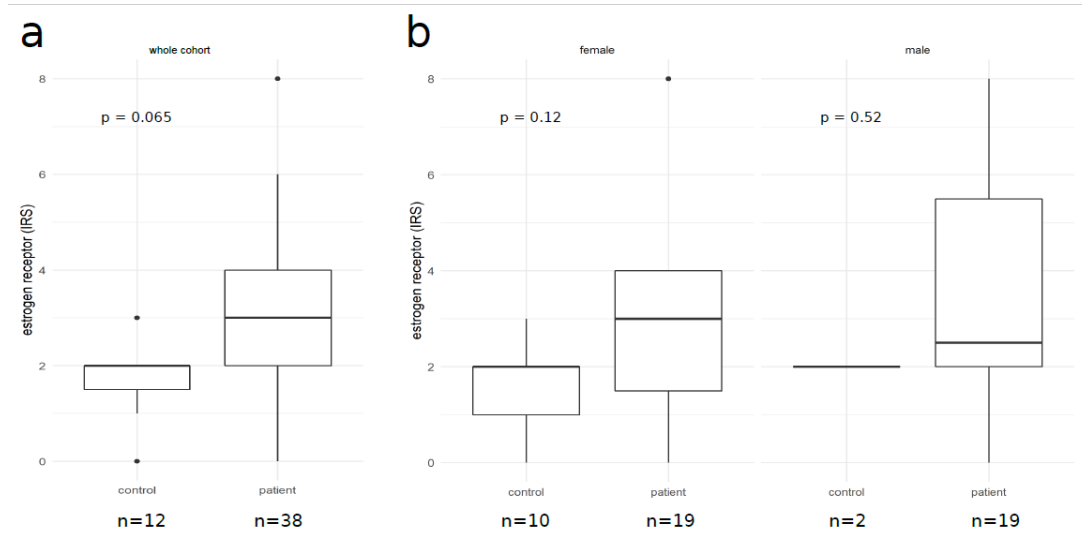 a
whole cohort
estrogen receptor (IRS)
8
6
4
2
0
p = 0.065
control
patient
n=12
n=38
b
female
male
estrogen receptor (IRS)
8
6
4
2
0
p = 0.12
p = 0.52
control
patient
control
patient
n=10
n=19
n=2
n=19